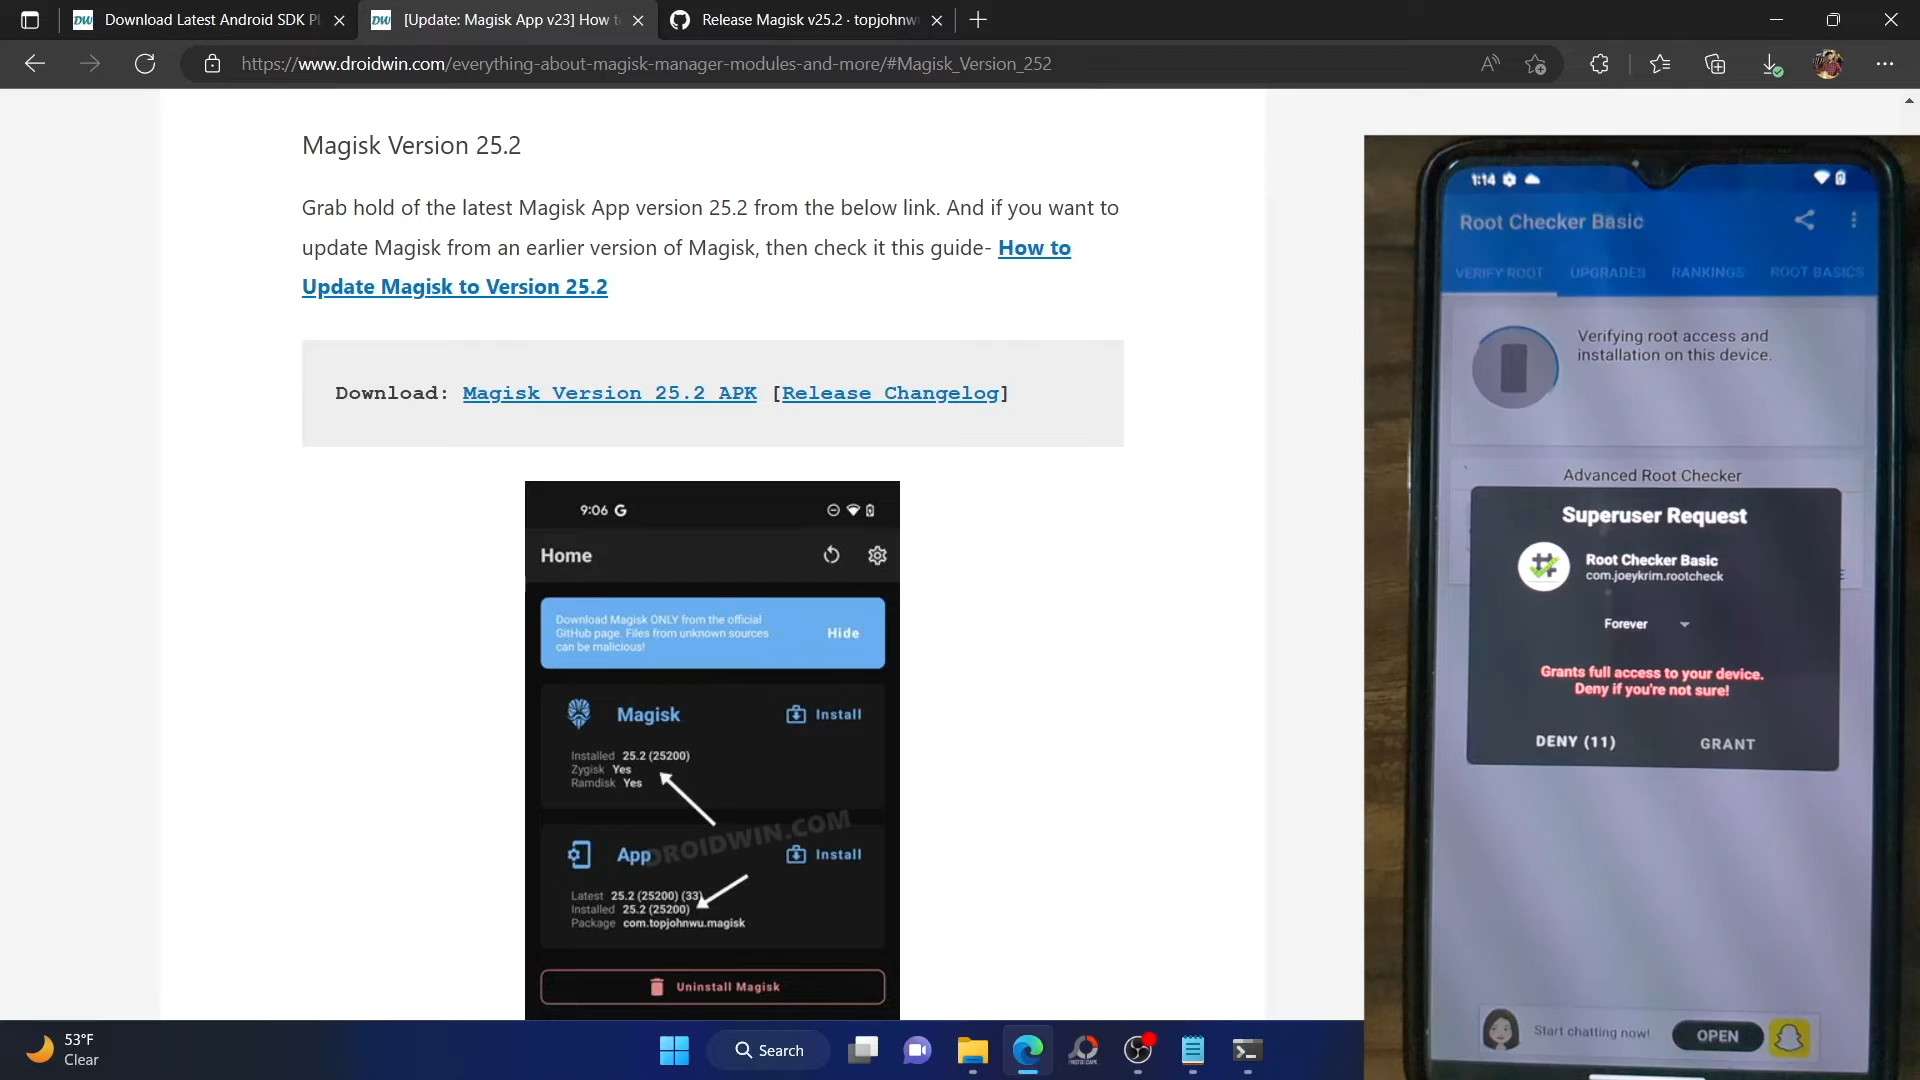 Download Latest Android SDK Pl
[Update: Magisk App v23] How to
Release Magisk v25.2 · topjohnw
https://www.droidwin.com/everything-about-magisk-manager-modules-and-more/#Magisk_Version_252
Magisk Version 25.2
Grab hold of the latest Magisk App version 25.2 from the below link. And if you want to
update Magisk from an earlier version of Magisk, then check it this guide- How to
Update Magisk to Version 25.2
Download: Magisk Version 25.2 APK [Release Changelog]
9:06 G
Home
Download Magisk ONLY from the official
GitHub page. Files from unknown sources
can be malicious!
Hide
Magisk
Install
Installed 25.2 (25200)
Zygisk Yes
Ramdisk Yes
DROIDWIN.COM
App
Install
Latest 25.2 (25200) (33)
Installed 25.2 (25200)
Package com.topjohnwu.magisk
Uninstall Magisk
1:14
Root Checker Basic
VERIFY ROOT UPGRADES RANKINGS ROOT BASICS
Verifying root access and
installation on this device.
Advanced Root Checker
Superuser Request
Root Checker Basic
com.joeykrim.rootcheck
Forever
Grants full access to your device.
Deny if you're not sure!
DENY (11)
GRANT
Start chatting now!
OPEN
53°F
Clear
Search